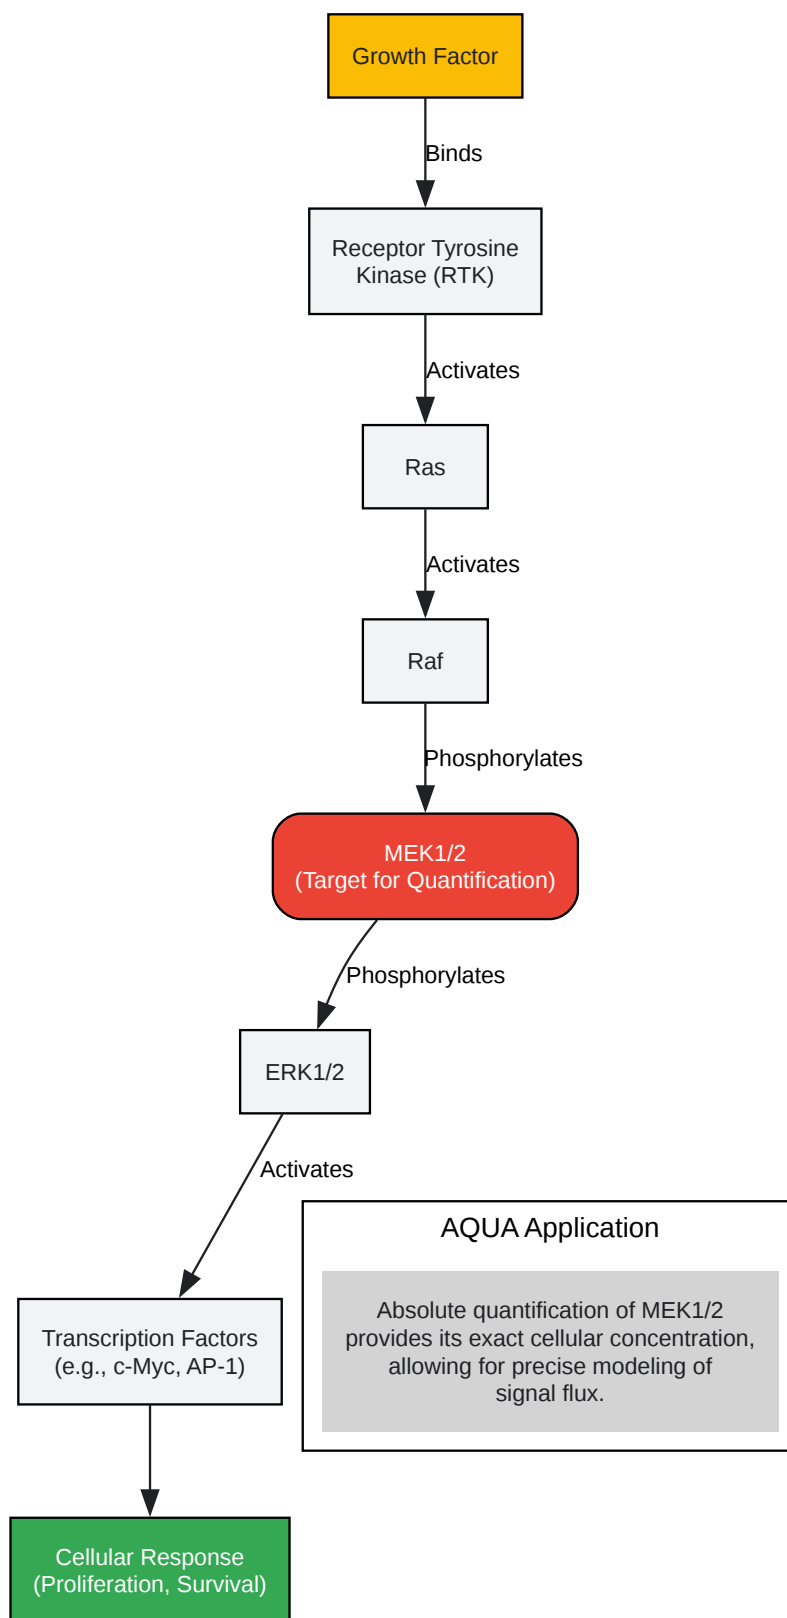 Growth Factor
Binds
Receptor Tyrosine
Kinase (RTK)
Activates
Ras
Activates
Raf
Phosphorylates
MEK1/2
(Target for Quantification)
Phosphorylates
ERK1/2
Activates
AQUA Application
Absolute quantification of MEK1/2
provides its exact cellular concentration,
allowing for precise modeling of
signal flux.
Transcription Factors
(e.g., c-Myc, AP-1)
Cellular Response
(Proliferation, Survival)